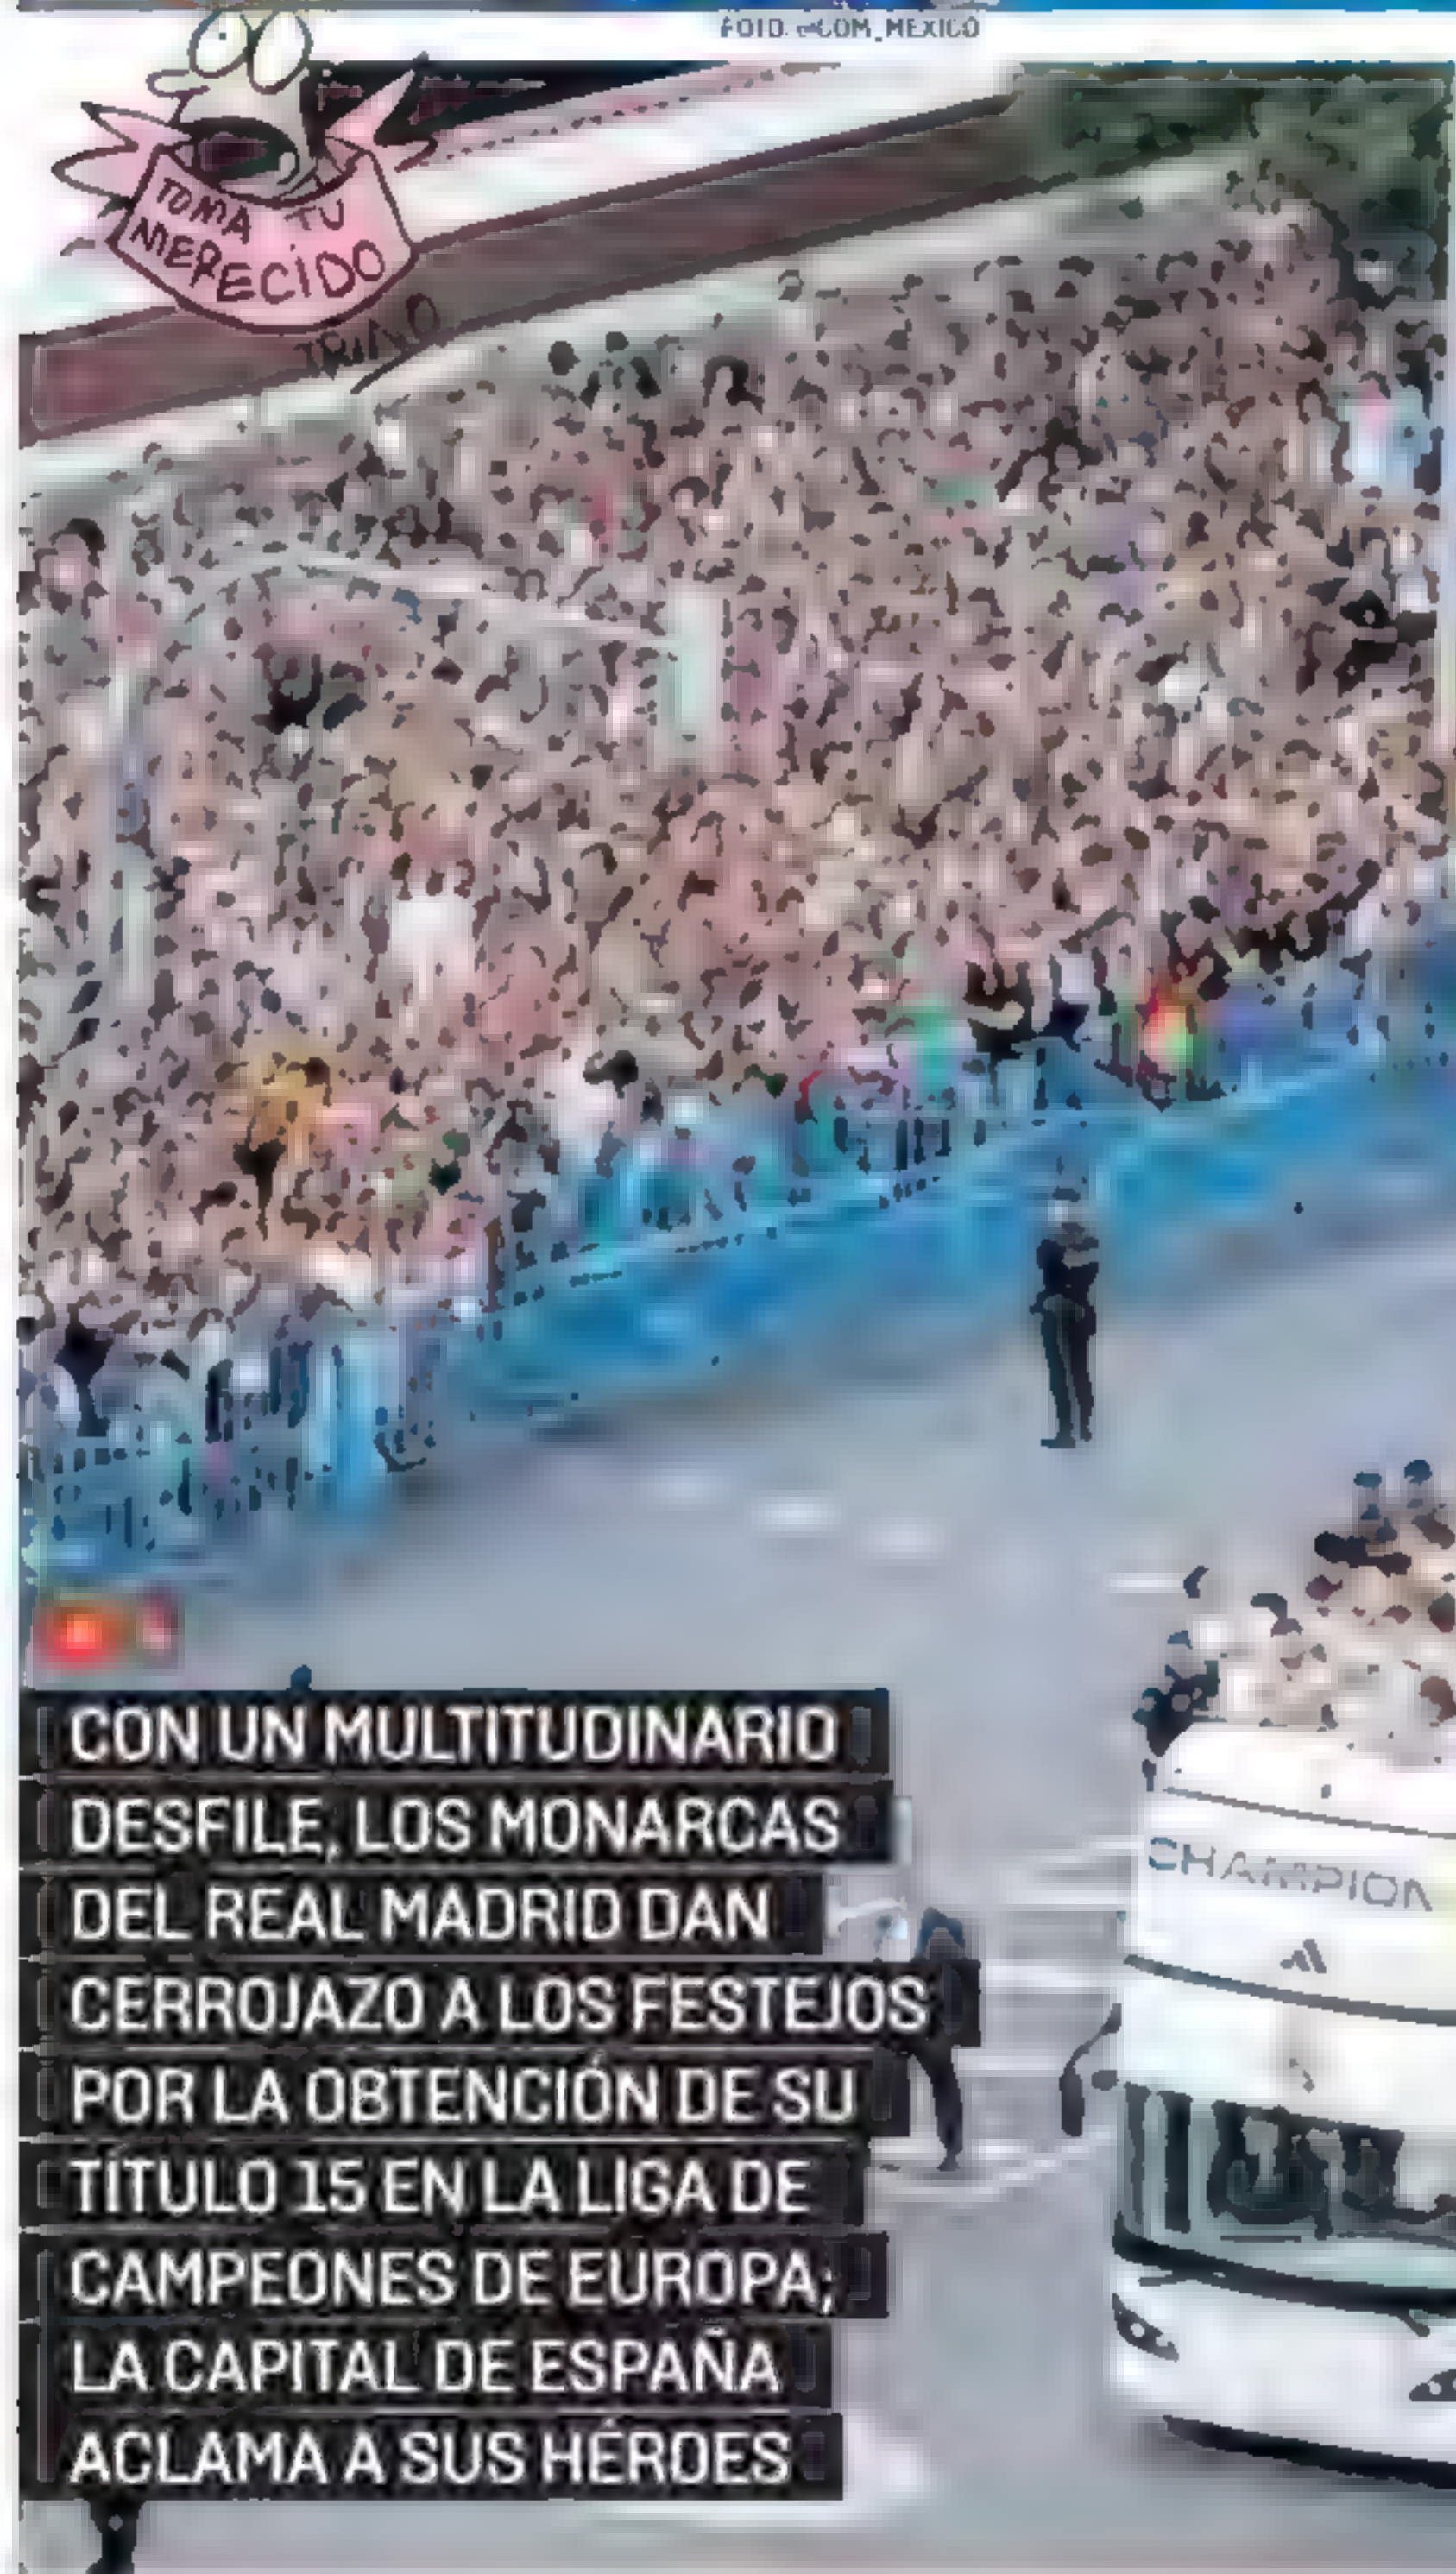 FOTO: @COM_MEXICO
TOMA TU
MERECIDO
TRINO
CON UN MULTITUDINARIO
DESFILE, LOS MONARCAS
DEL REAL MADRID DAN
CERROJAZO A LOS FESTEJOS
POR LA OBTENCIÓN DE SU
TÍTULO 15 EN LA LIGA DE
CAMPEONES DE EUROPA;
LA CAPITAL DE ESPAÑA
ACLAMA A SUS HÉROES
CHAMPION